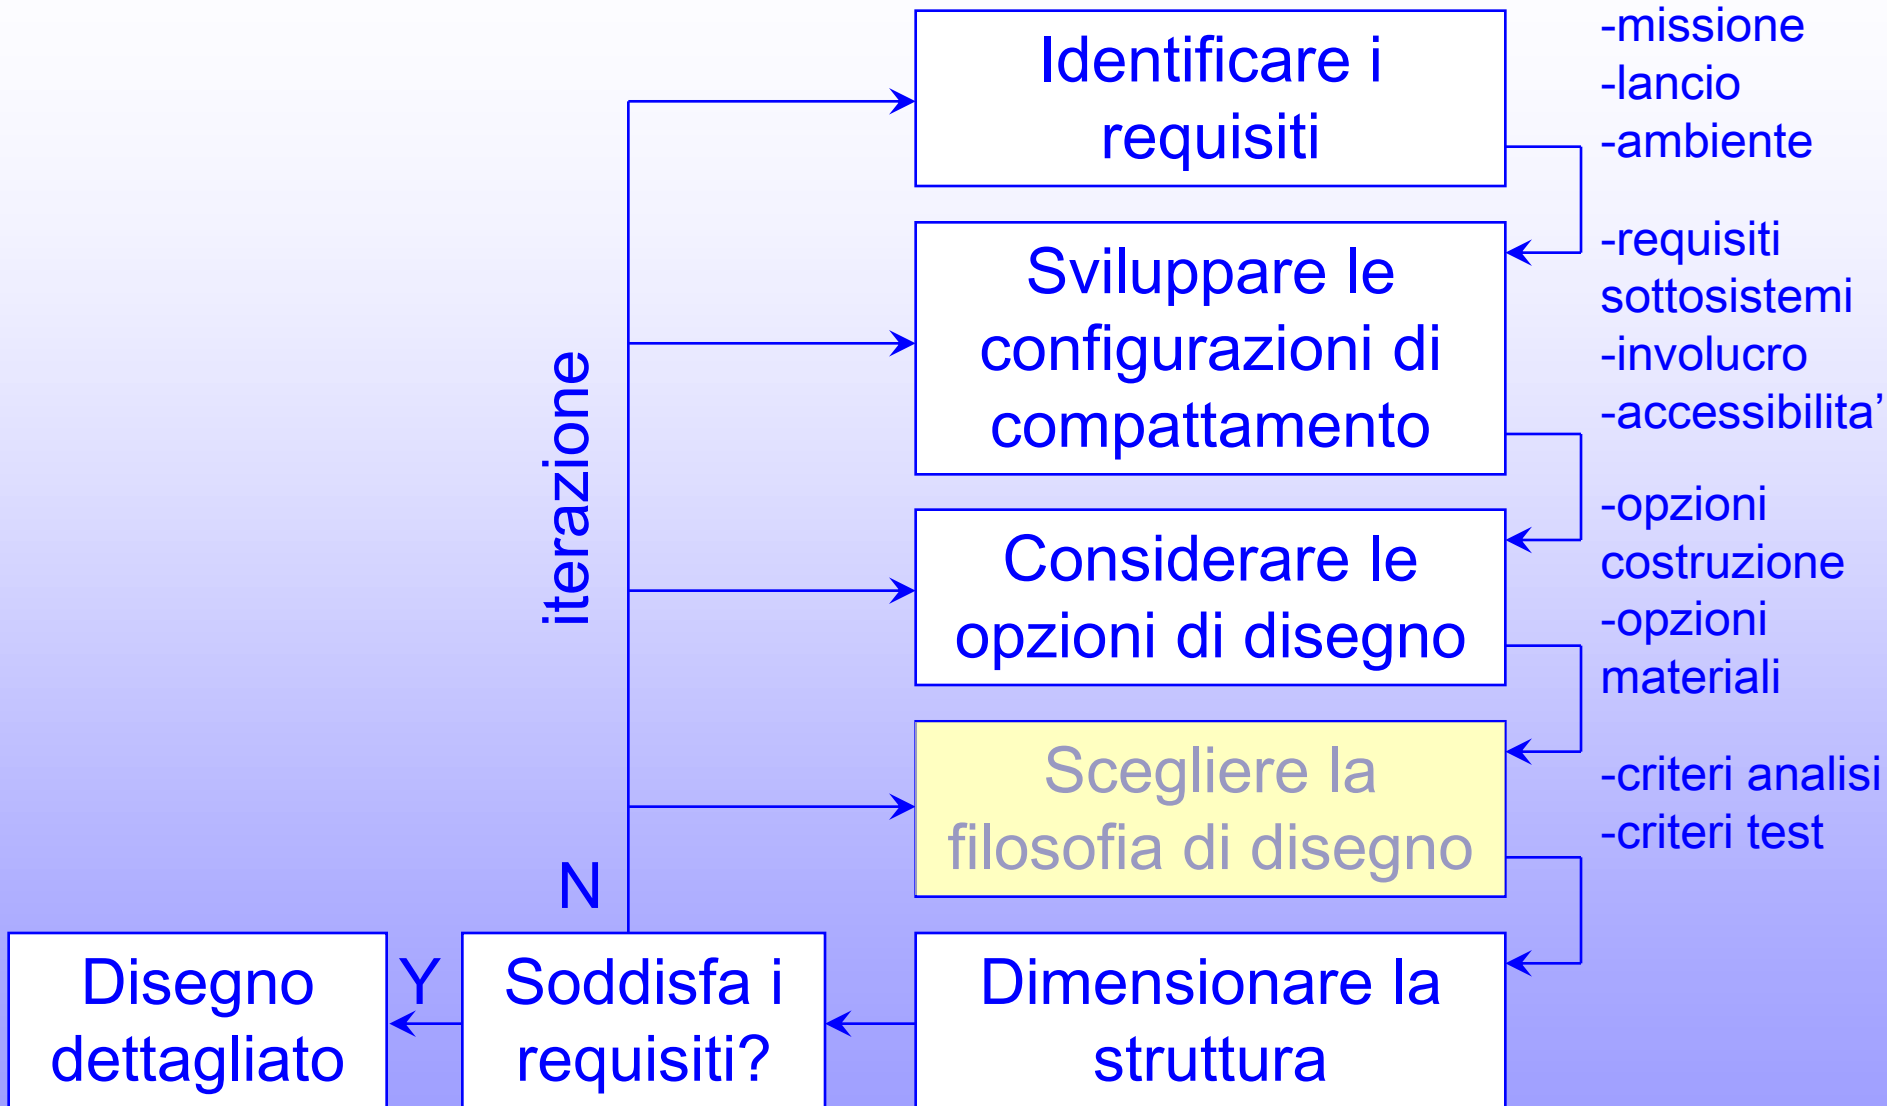 Identificare i
requisiti
-missione
-lancio
-ambiente
Sviluppare le
configurazioni di
compattamento
-requisiti
sottosistemi
-involucro
-accessibilita’
iterazione
Considerare le
opzioni di disegno
-opzioni
costruzione
-opzioni
materiali
Scegliere la
filosofia di disegno
-criteri analisi
-criteri test
N
Disegno
dettagliato
Y
Soddisfa i
requisiti?
Dimensionare la
struttura